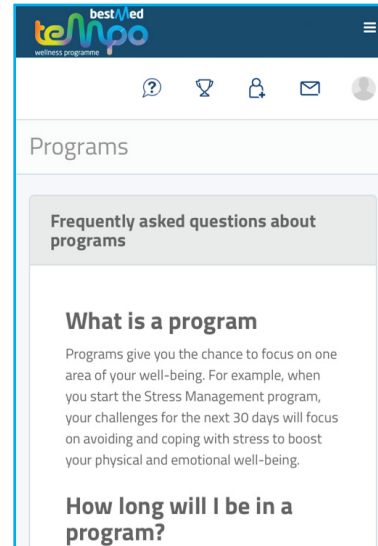 bestMed
tempo
wellness programme
Programs
Frequently asked questions about
programs
What is a program
Programs give you the chance to focus on one
area of your well-being. For example, when
you start the Stress Management program,
your challenges for the next 30 days will focus
on avoiding and coping with stress to boost
your physical and emotional well-being.
How long will I be in a
program?